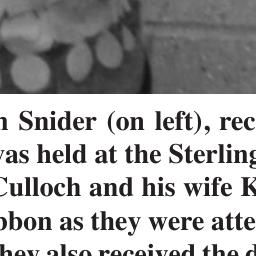 n Snider (on left), rec
was held at the Sterling
Culloch and his wife K
bbon as they were atte
hey also received the d